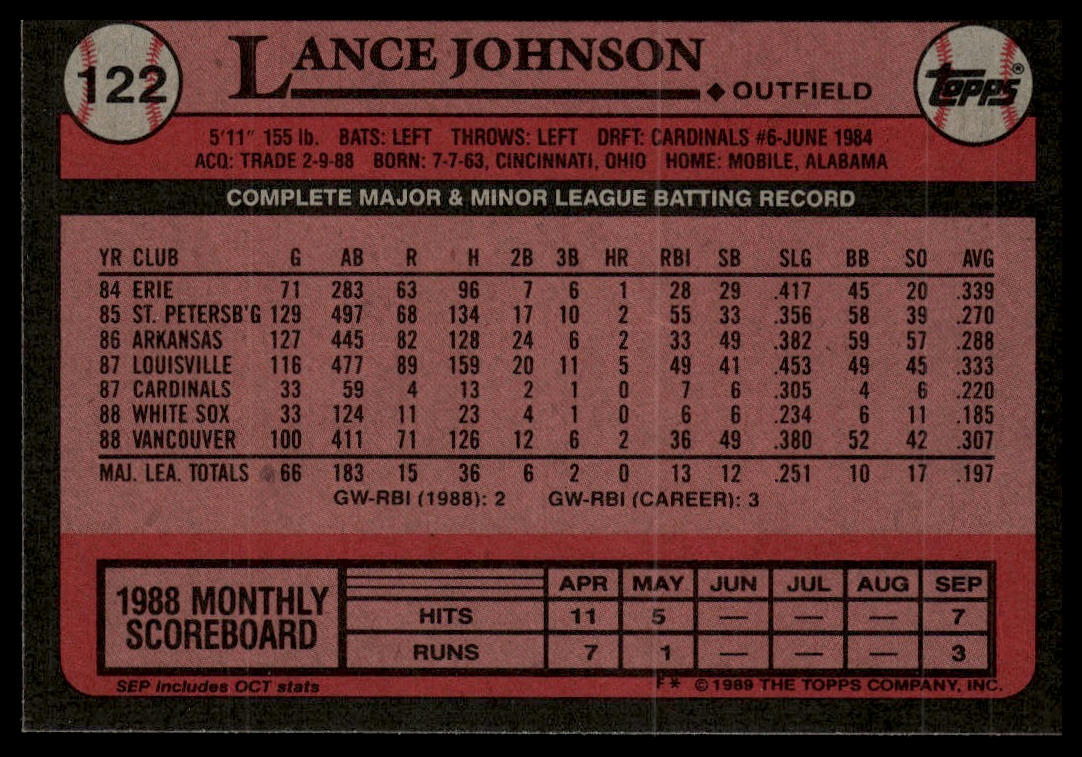 122
LANCE JOHNSON
◆ OUTFIELD
TOPPS®
5'11" 155 lb. BATS: LEFT THROWS: LEFT DRFT: CARDINALS #6-JUNE 1984
ACQ: TRADE 2-9-88 BORN: 7-7-63, CINCINNATI, OHIO HOME: MOBILE, ALABAMA
COMPLETE MAJOR & MINOR LEAGUE BATTING RECORD
YR CLUB G AB R H 2B 3B HR RBI SB SLG BB SO AVG
84 ERIE 71 283 63 96 7 6 1 28 29 .417 45 20 .339
85 ST. PETERSB'G 129 497 68 134 17 10 2 55 33 .356 58 39 .270
86 ARKANSAS 127 445 82 128 24 6 2 33 49 .382 59 57 .288
87 LOUISVILLE 116 477 89 159 20 11 5 49 41 .453 49 45 .333
87 CARDINALS 33 59 4 13 2 1 0 7 6 .305 4 6 .220
88 WHITE SOX 33 124 11 23 4 1 0 6 6 .234 6 11 .185
88 VANCOUVER 100 411 71 126 12 6 2 36 49 .380 52 42 .307
MAJ. LEA. TOTALS 66 183 15 36 6 2 0 13 12 .251 10 17 .197
GW-RBI (1988): 2 GW-RBI (CAREER): 3
1988 MONTHLY
SCOREBOARD
APR MAY JUN JUL AUG SEP
HITS 11 5 — — — 7
RUNS 7 1 — — — 3
SEP includes OCT stats
F* © 1989 THE TOPPS COMPANY, INC.